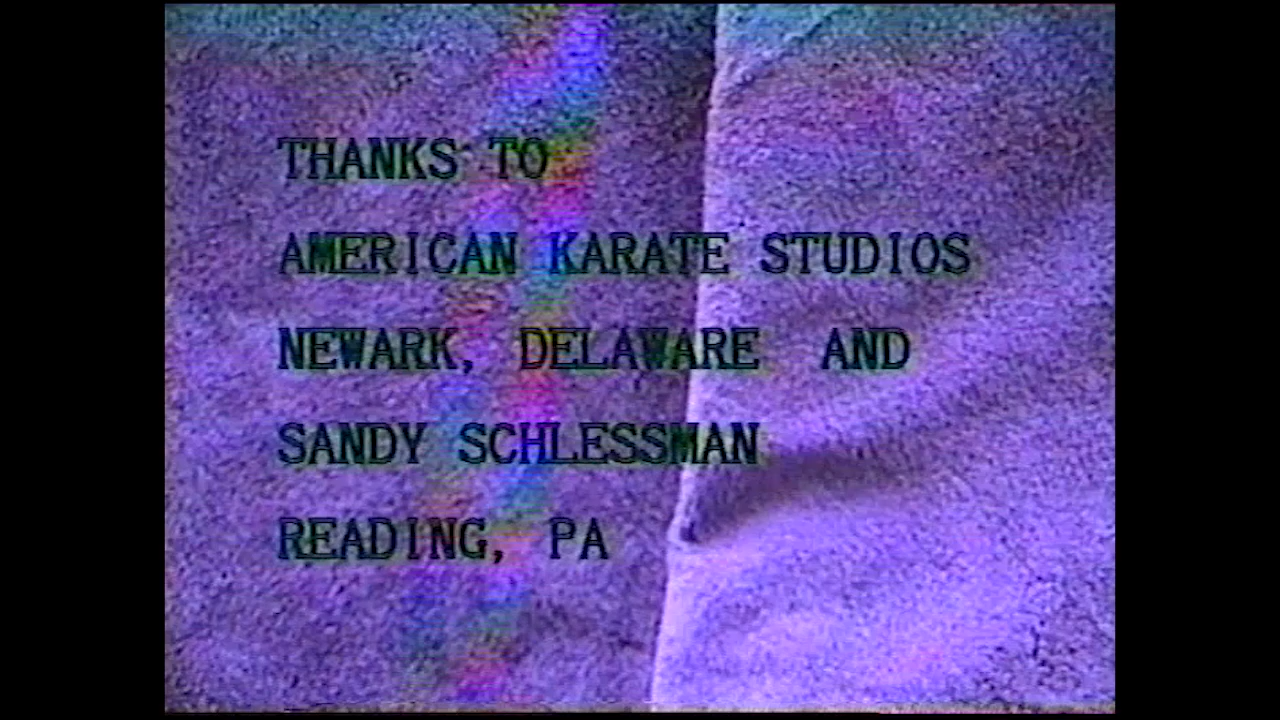 THANKS TO
AMERICAN KARATE STUDIOS
NEWARK, DELAWARE AND
SANDY SCHLESSMAN
READING, PA